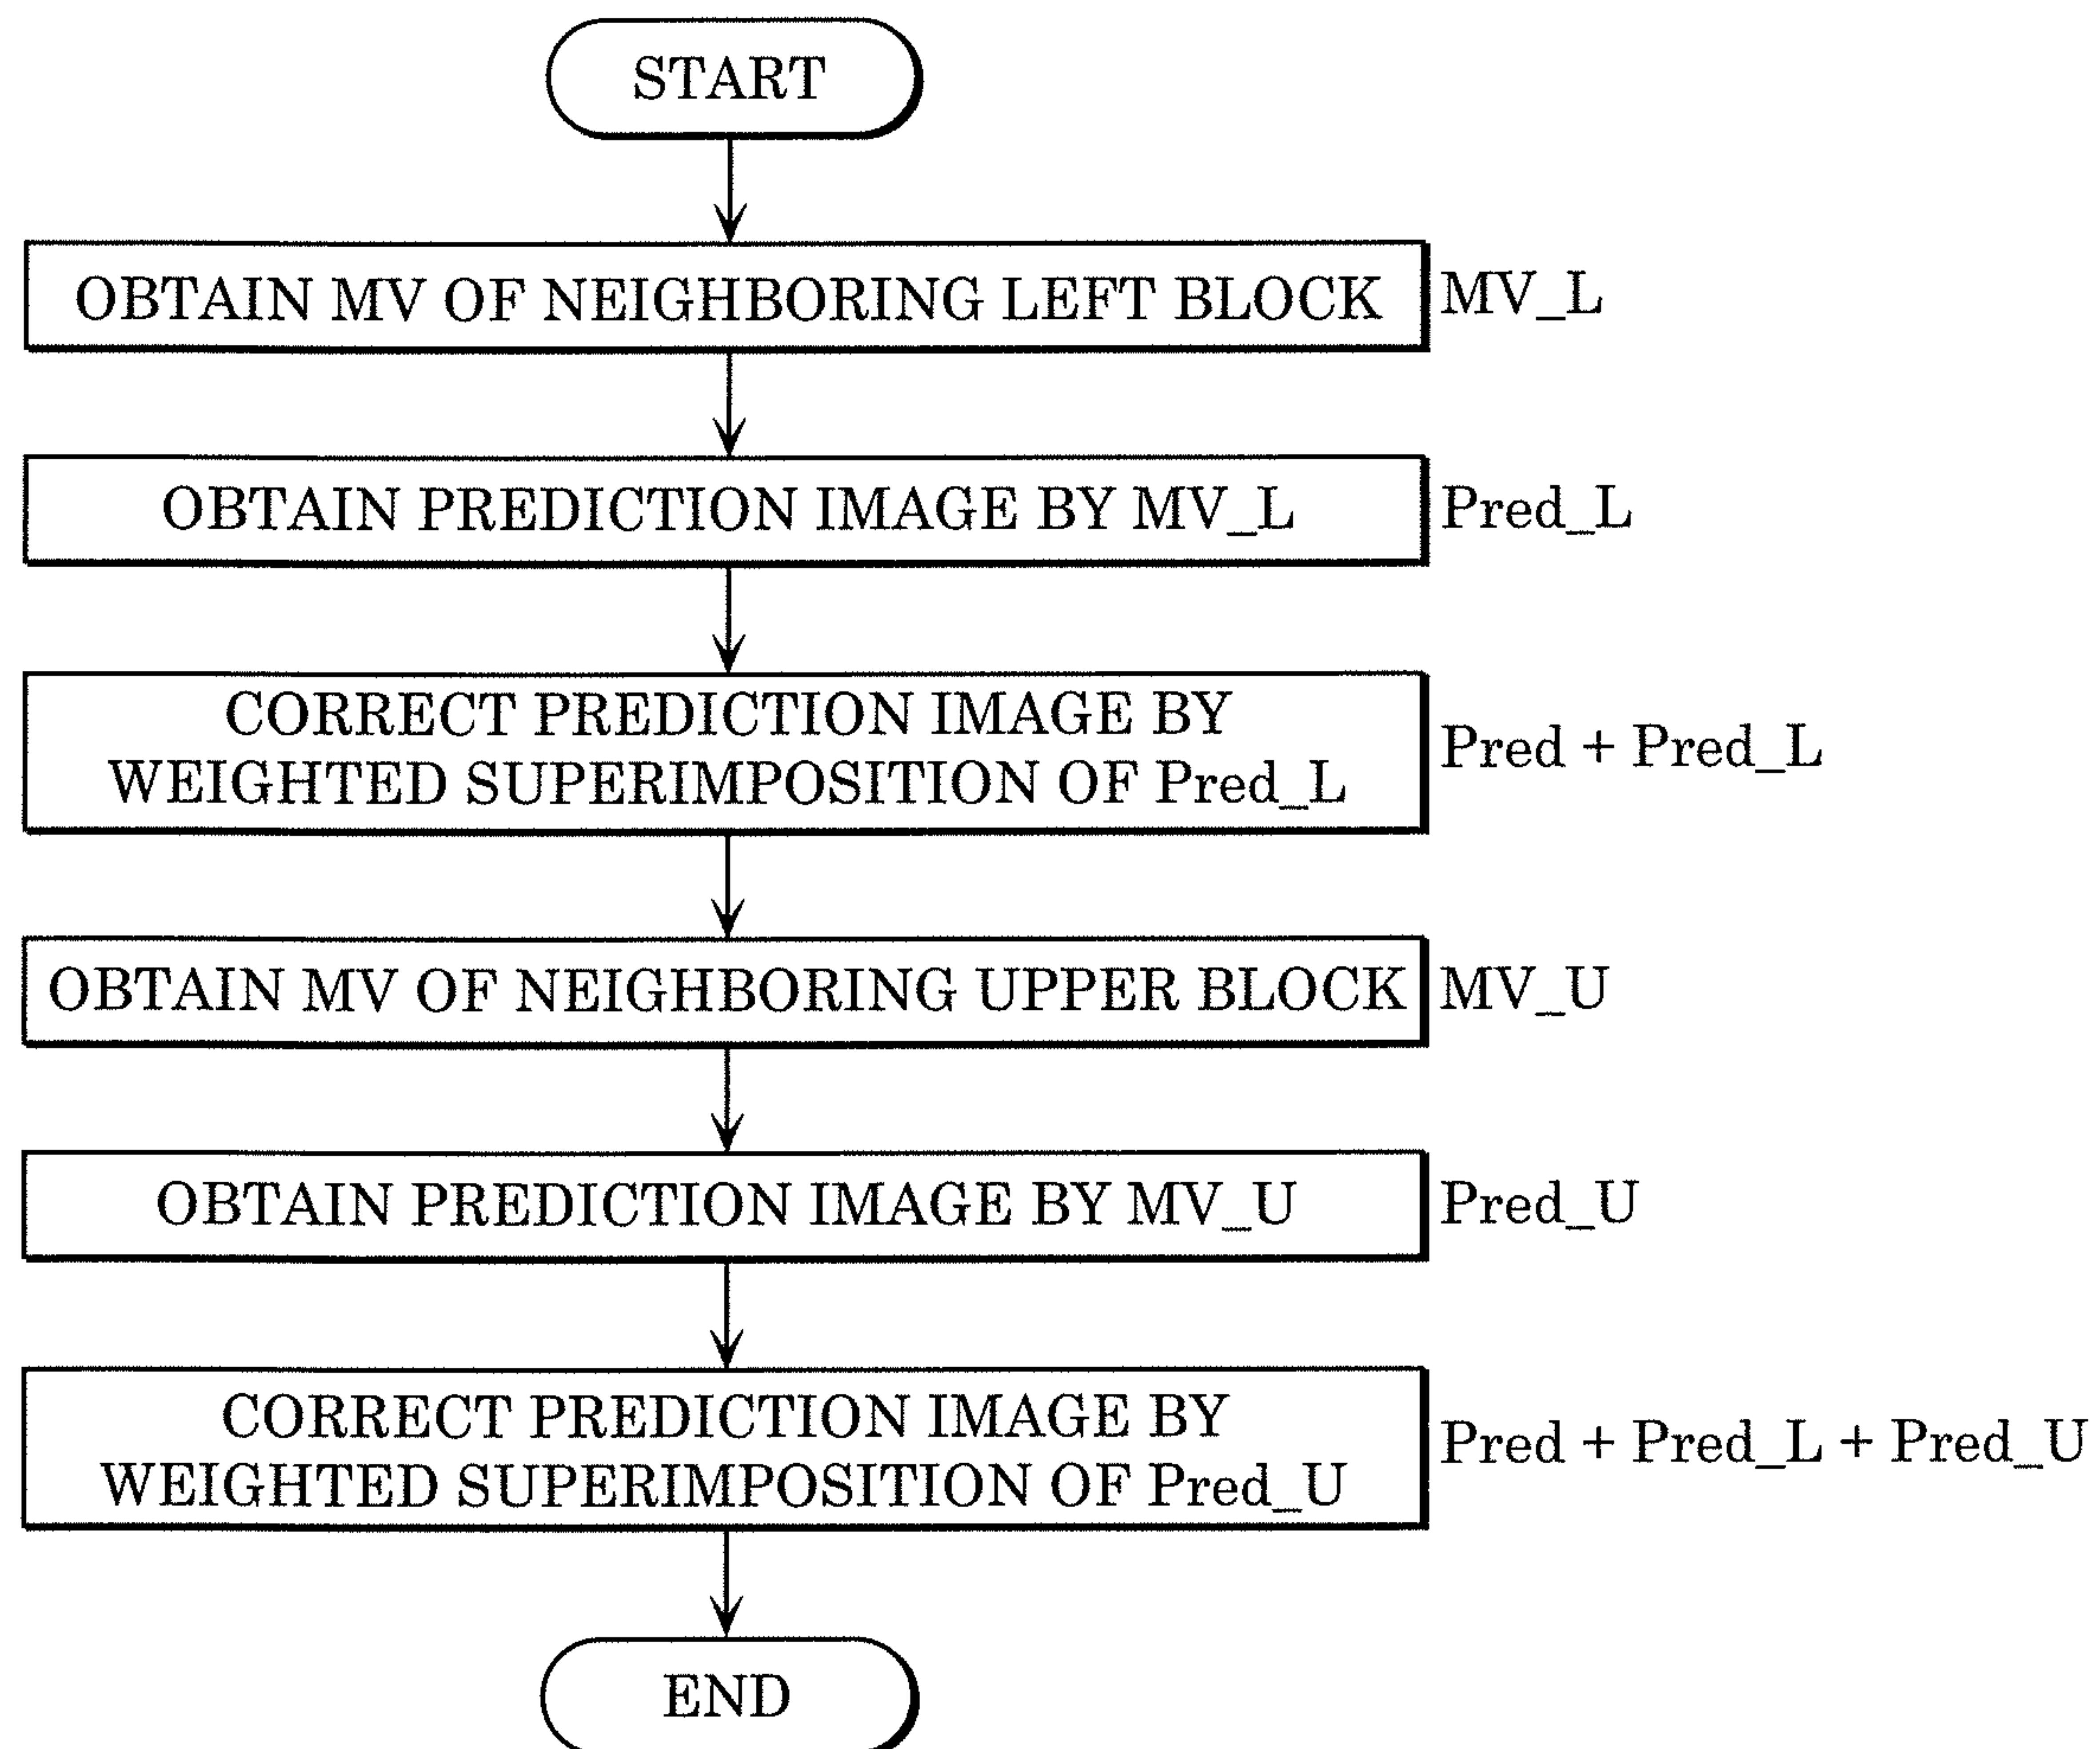 START
OBTAIN MV OF NEIGHBORING LEFT BLOCK
MV_L
OBTAIN PREDICTION IMAGE BY MV_L
Pred_L
CORRECT PREDICTION IMAGE BY
WEIGHTED SUPERIMPOSITION OF Pred_L
Pred + Pred_L
OBTAIN MV OF NEIGHBORING UPPER BLOCK
MV_U
OBTAIN PREDICTION IMAGE BY MV_U
Pred_U
CORRECT PREDICTION IMAGE BY
WEIGHTED SUPERIMPOSITION OF Pred_U
Pred + Pred_L + Pred_U
END